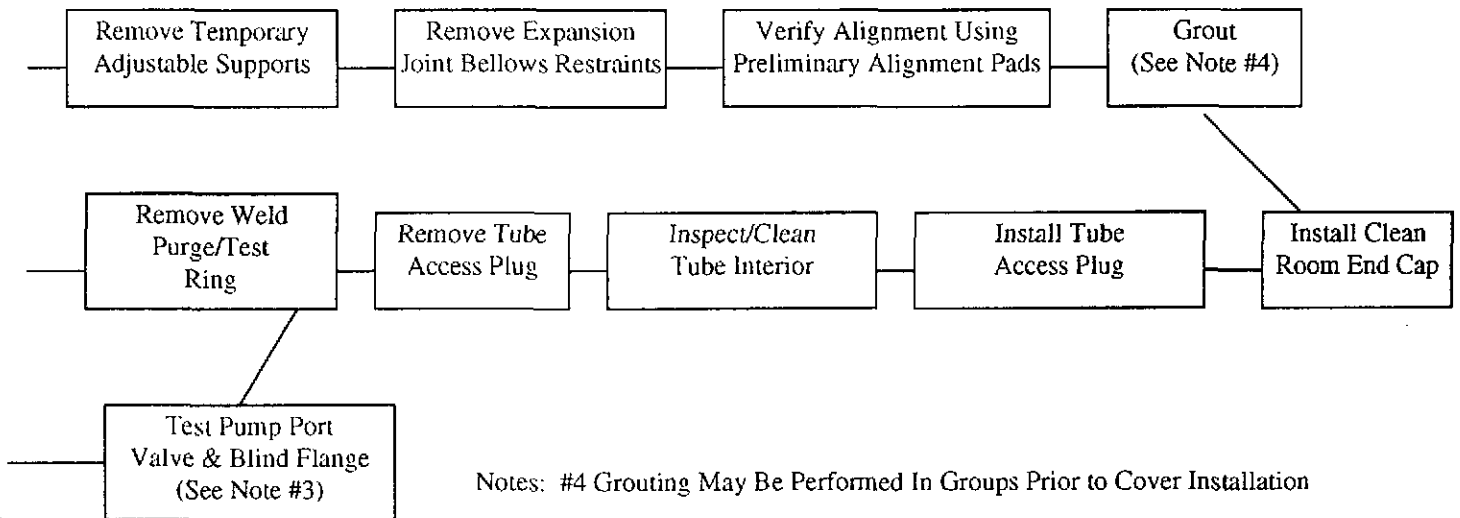 Remove Temporary
Adjustable Supports
Remove Expansion
Joint Bellows Restraints
Verify Alignment Using
Preliminary Alignment Pads
Grout
(See Note #4)
Remove Weld
Purge/Test
Ring
Remove Tube
Access Plug
Inspect/Clean
Tube Interior
Install Tube
Access Plug
Install Clean
Room End Cap
Test Pump Port
Valve & Blind Flange
(See Note #3)
Notes: #4 Grouting May Be Performed In Groups Prior to Cover Installation